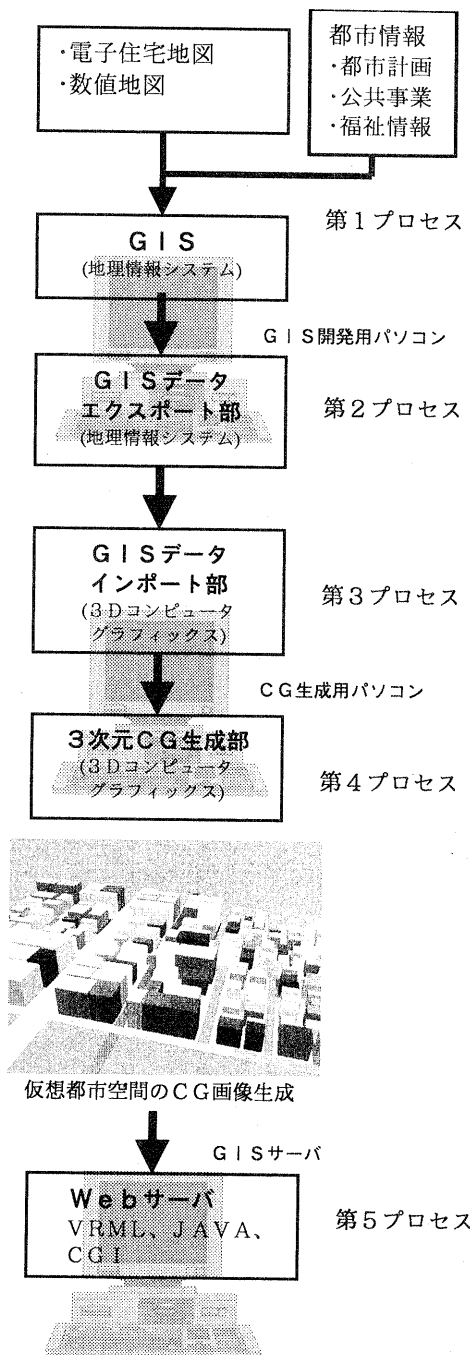 ・電子住宅地図
・数値地図
都市情報
・都市計画
・公共事業
・福祉情報
第１プロセス
ＧＩＳ
(地理情報システム)
ＧＩＳ開発用パソコン
ＧＩＳデータ
エクスポート部
(地理情報システム)
第２プロセス
ＧＩＳデータ
インポート部
(３Ｄコンピュータ
グラフィックス)
第３プロセス
ＣＧ生成用パソコン
３次元ＣＧ生成部
(３Ｄコンピュータ
グラフィックス)
第４プロセス
仮想都市空間のＣＧ画像生成
ＧＩＳサーバ
Ｗｅｂサーバ
ＶＲＭＬ、ＪＡＶＡ、
ＣＧＩ
第５プロセス